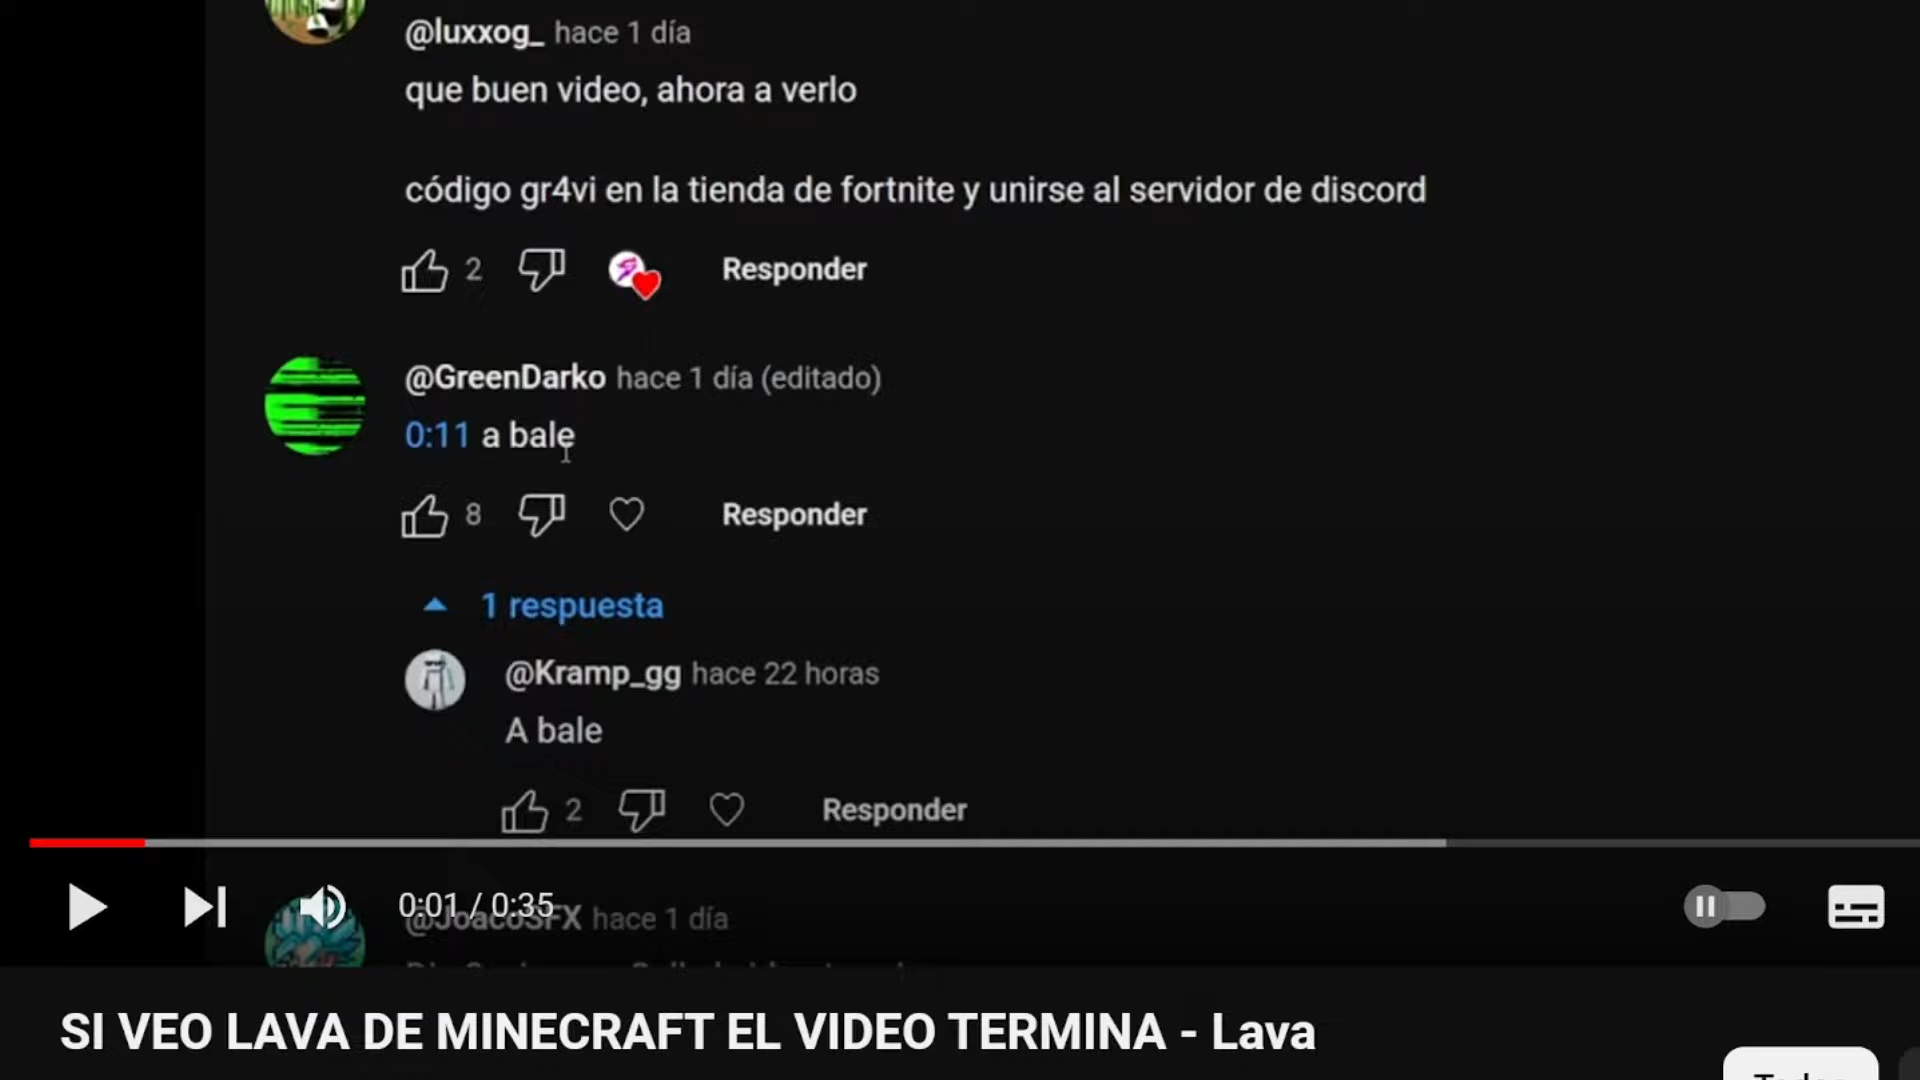 @luxxog_ hace 1 día
que buen video, ahora a verlo
código gr4vi en la tienda de fortnite y unirse al servidor de discord
2 Responder
@GreenDarko hace 1 día (editado)
0:11 a bale
8 Responder
1 respuesta
@Kramp_gg hace 22 horas
A bale
2 Responder
0:01 / 0:35
@JoacoSFX hace 1 día
SI VEO LAVA DE MINECRAFT EL VIDEO TERMINA - Lava